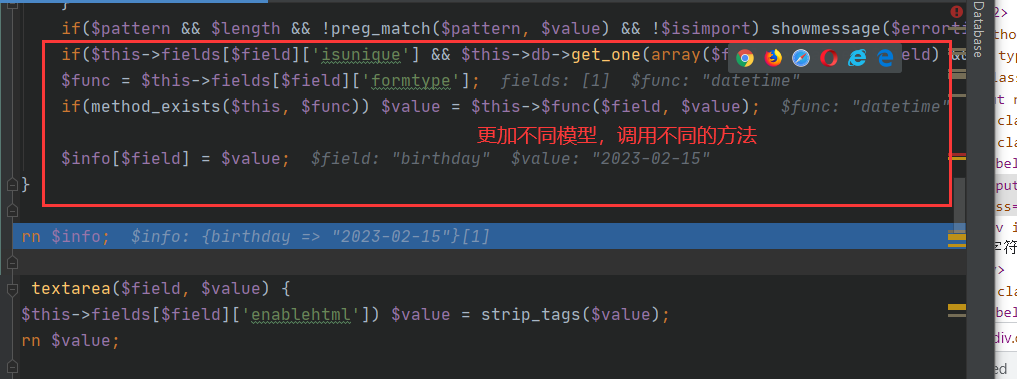 }
if($pattern && $length && !preg_match($pattern, $value) && !$isimport) showmessage($errorti
if($this->fields[$field]['isunique'] && $this->db->get_one(array($f
$func = $this->fields[$field]['formtype']; fields: [1] $func: "datetime"
if(method_exists($this, $func)) $value = $this->$func($field, $value); $func: "datetime"
更加不同模型，调用不同的方法
$info[$field] = $value; $field: "birthday" $value: "2023-02-15"
}
rn $info; $info: {birthday => "2023-02-15"}[1]
textarea($field, $value) {
$this->fields[$field]['enablehtml']) $value = strip_tags($value);
rn $value;
Database
2>
tho
typ
lass
ut n
cla
cla
bel
put
ss=
v i
字符
>
cla
bel
div.c
ed